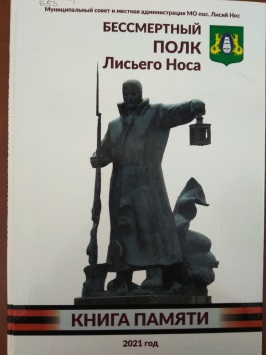 Муниципальный совет и местная администрация МО пос. Лисий Нос
БЕССМЕРТНЫЙ
ПОЛК
Лисьего Носа
КНИГА ПАМЯТИ
2021 год